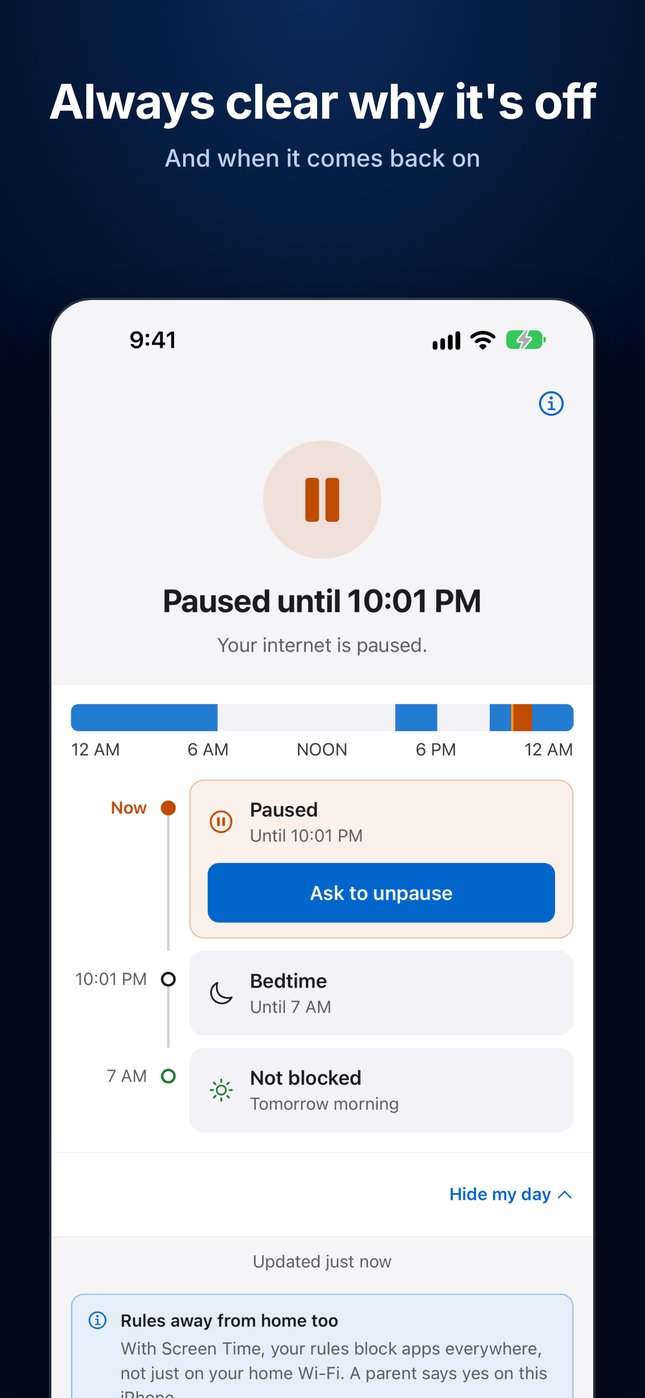 Always clear why it's off
And when it comes back on
9:41
Paused until 10:01 PM
Your internet is paused.
12 AM 6 AM NOON 6 PM 12 AM
Now
Paused
Until 10:01 PM
Ask to unpause
10:01 PM
Bedtime
Until 7 AM
7 AM
Not blocked
Tomorrow morning
Hide my day
Updated just now
Rules away from home too
With Screen Time, your rules block apps everywhere,
not just on your home Wi-Fi. A parent says yes on this
iPhone